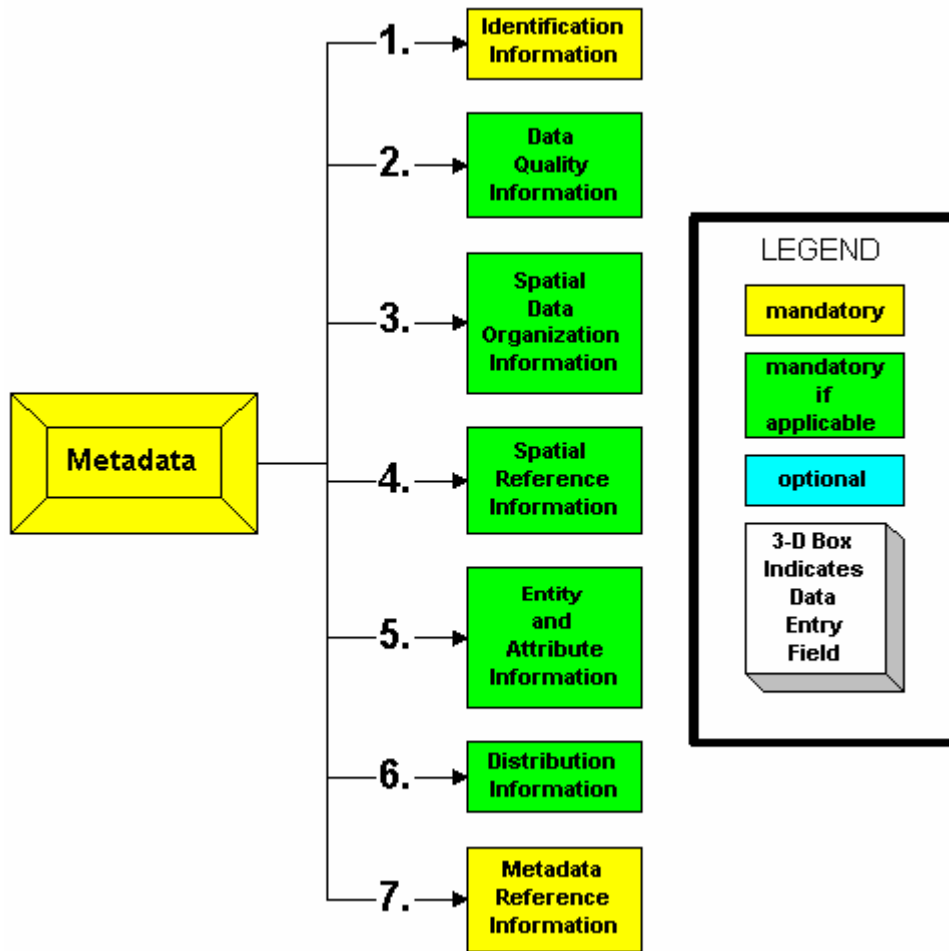 1.
Identification
Information
2.
Data
Quality
Information
3.
Spatial
Data
Organization
Information
Metadata
4.
Spatial
Reference
Information
5.
Entity
and
Attribute
Information
6.
Distribution
Information
7.
Metadata
Reference
Information
LEGEND
mandatory
mandatory
if
applicable
optional
3-D Box
Indicates
Data
Entry
Field